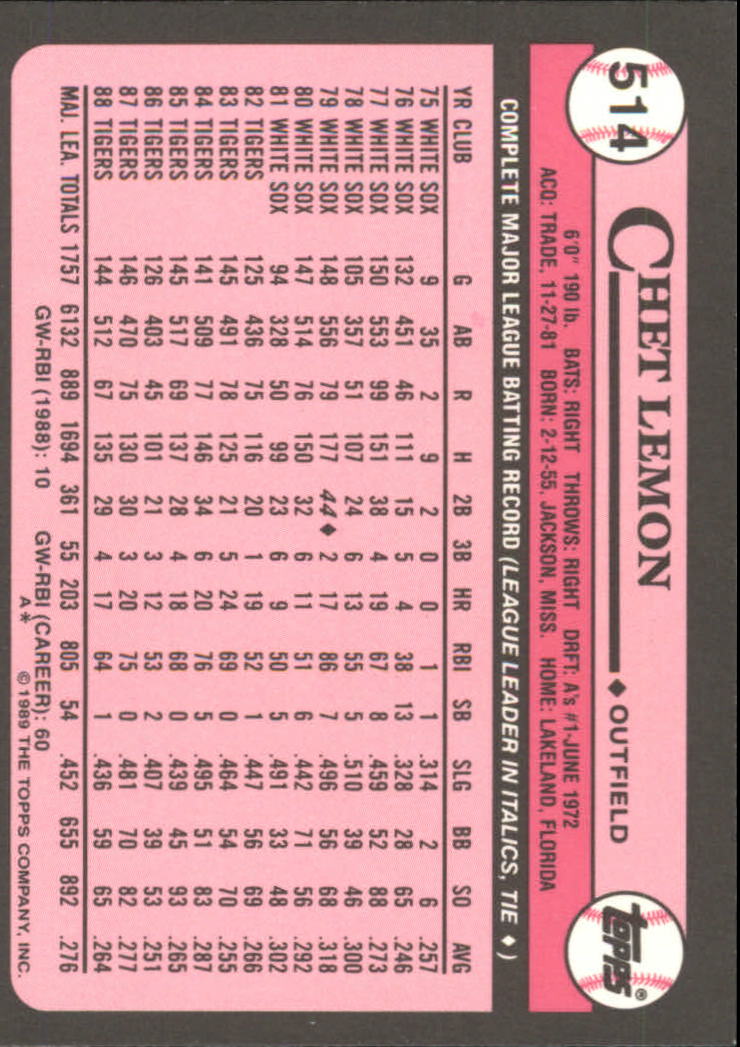 514
CHET LEMON
◆ OUTFIELD
topps®
6'0" 190 lb. BATS: RIGHT THROWS: RIGHT DRFT: A's #1-JUNE 1972
ACQ: TRADE, 11-27-81 BORN: 2-12-55, JACKSON, MISS. HOME: LAKELAND, FLORIDA
COMPLETE MAJOR LEAGUE BATTING RECORD (LEAGUE LEADER IN ITALICS, TIE ◆)
YR CLUB G AB R H 2B 3B HR RBI SB SLG BB SO AVG
75 WHITE SOX 9 35 2 9 2 0 0 1 1 .314 2 6 .257
76 WHITE SOX 132 451 46 111 15 5 4 38 13 .328 28 65 .246
77 WHITE SOX 150 553 99 151 38 4 19 67 8 .459 52 88 .273
78 WHITE SOX 105 357 51 107 24 6 13 55 5 .510 39 46 .300
79 WHITE SOX 148 556 79 177 44◆ 2 17 86 7 .496 56 68 .318
80 WHITE SOX 147 514 76 150 32 6 11 51 6 .442 71 56 .292
81 WHITE SOX 94 328 50 99 23 6 9 50 5 .491 33 48 .302
82 TIGERS 125 436 75 116 20 1 19 52 1 .447 56 69 .266
83 TIGERS 145 491 78 125 21 5 24 69 0 .464 54 70 .255
84 TIGERS 141 509 77 146 34 6 20 76 5 .495 51 83 .287
85 TIGERS 145 517 69 137 28 4 18 68 0 .439 45 93 .265
86 TIGERS 126 403 45 101 21 3 12 53 2 .407 39 53 .251
87 TIGERS 146 470 75 130 30 3 20 75 0 .481 70 82 .277
88 TIGERS 144 512 67 135 29 4 17 64 1 .436 59 65 .264
MAJ. LEA. TOTALS 1757 6132 889 1694 361 55 203 805 54 .452 655 892 .276
GW-RBI (1988): 10 GW-RBI (CAREER): 60
A* ©1989 THE TOPPS COMPANY, INC.